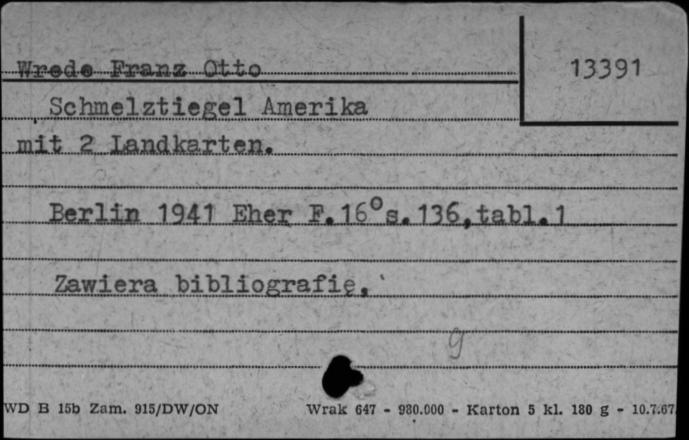 Wrede Franz Otto
13391
Schmelztiegel Amerika
mit 2 Landkarten.
Berlin 1941 Eher F.16° s.136,tabl.1
Zawiera bibliografię.
g
WD B 15b Zam. 915/DW/ON Wrak 647 - 980.000 - Karton 5 kl. 180 g - 10.7.67